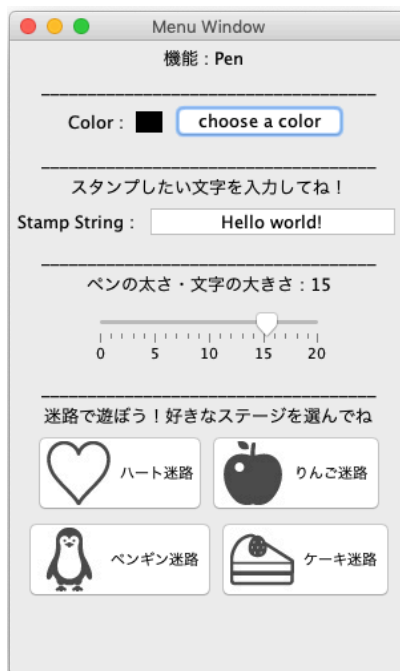 Menu Window
機能 : Pen
Color :
choose a color
スタンプしたい文字を入力してね！
Stamp String :
Hello world!
ペンの太さ・文字の大きさ : 15
0 5 10 15 20
迷路で遊ぼう！好きなステージを選んでね
ハート迷路
りんご迷路
ペンギン迷路
ケーキ迷路